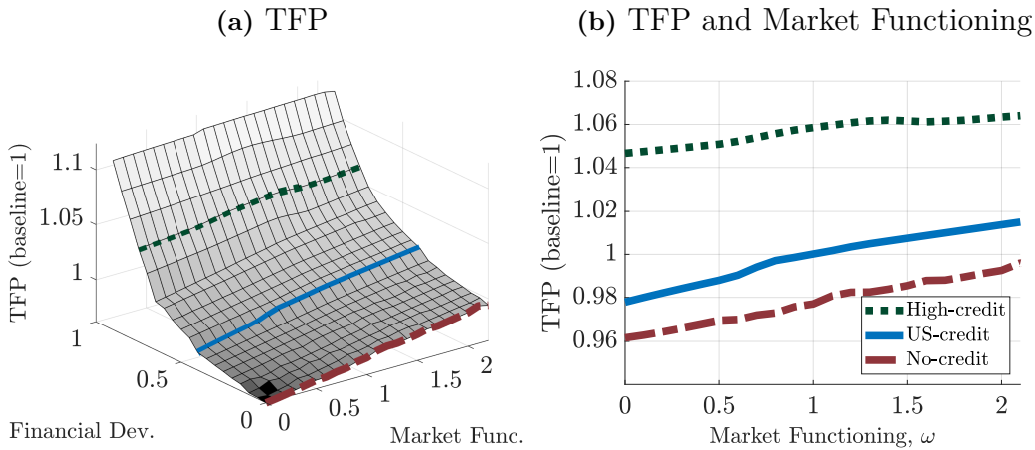 (a) TFP
TFP (baseline=1)
1.1
1.05
1
1
0.5
0
Financial Dev.
0
0.5
1
1.5
2
Market Func.
(b) TFP and Market Functioning
TFP (baseline=1)
1.08
1.06
1.04
1.02
1
0.98
0.96
High-credit
US-credit
No-credit
0
0.5
1.0
1.5
2
Market Functioning, ω